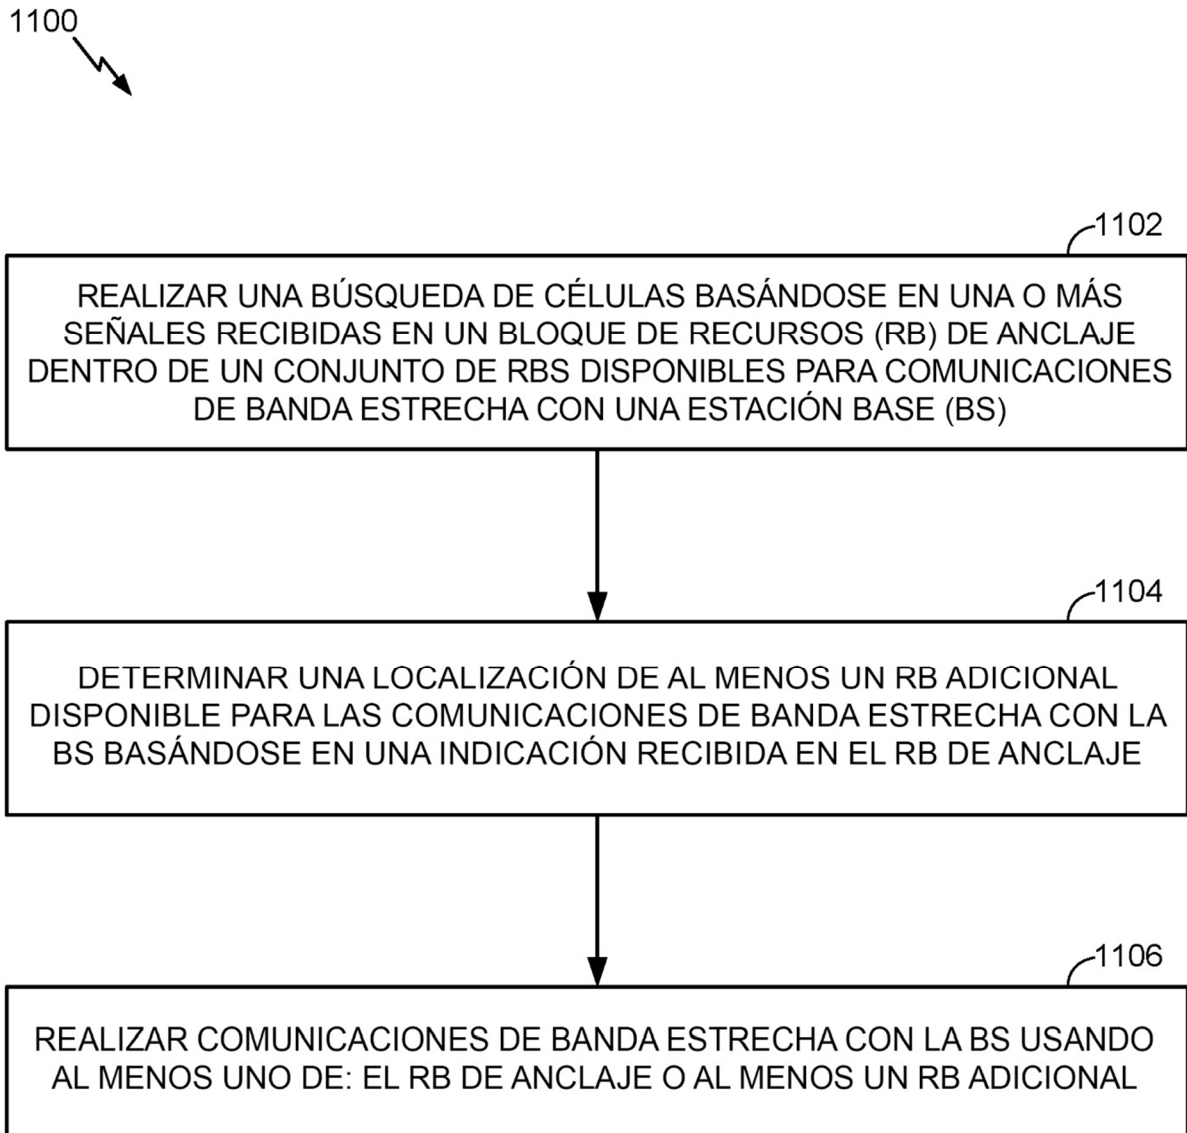 1100
1102
REALIZAR UNA BÚSQUEDA DE CÉLULAS BASÁNDOSE EN UNA O MÁS
SEÑALES RECIBIDAS EN UN BLOQUE DE RECURSOS (RB) DE ANCLAJE
DENTRO DE UN CONJUNTO DE RBS DISPONIBLES PARA COMUNICACIONES
DE BANDA ESTRECHA CON UNA ESTACIÓN BASE (BS)
1104
DETERMINAR UNA LOCALIZACIÓN DE AL MENOS UN RB ADICIONAL
DISPONIBLE PARA LAS COMUNICACIONES DE BANDA ESTRECHA CON LA
BS BASÁNDOSE EN UNA INDICACIÓN RECIBIDA EN EL RB DE ANCLAJE
1106
REALIZAR COMUNICACIONES DE BANDA ESTRECHA CON LA BS USANDO
AL MENOS UNO DE: EL RB DE ANCLAJE O AL MENOS UN RB ADICIONAL